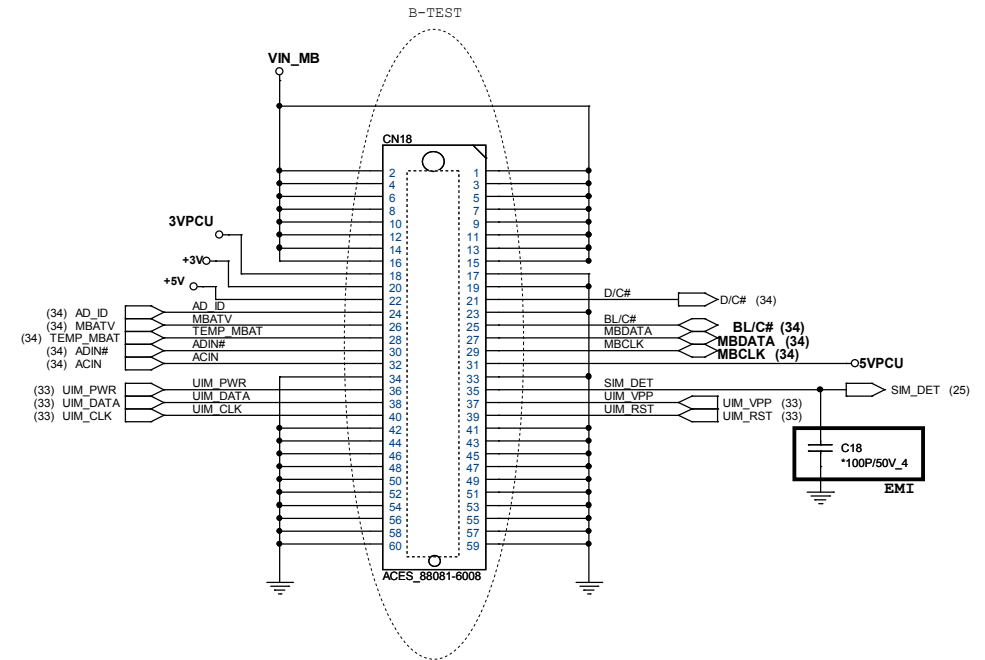 B-TEST
VIN_MB
CN18
2 1
4 3
6 5
8 7
10 9
12 11
14 13
3VPCU
16 15
18 17
+3V
20 19
+5V
22 21 D/C# D/C# (34)
(34) AD_ID AD_ID 24 23
(34) MBATV MBATV 26 25 BL/C# BL/C# (34)
(34) TEMP_MBAT TEMP_MBAT 28 27 MBDATA MBDATA (34)
(34) ADIN# ADIN# 30 29 MBCLK MBCLK (34)
(34) ACIN ACIN 32 31 5VPCU
34 33
(33) UIM_PWR UIM_PWR 36 35 SIM_DET SIM_DET (25)
(33) UIM_DATA UIM_DATA 38 37 UIM_VPP UIM_VPP (33)
(33) UIM_CLK UIM_CLK 40 39 UIM_RST UIM_RST (33)
42 41
44 43
46 45
48 47
50 49
52 51
54 53
56 55
58 57
60 59
C18
*100P/50V_4
EMI
ACES_88081-6008